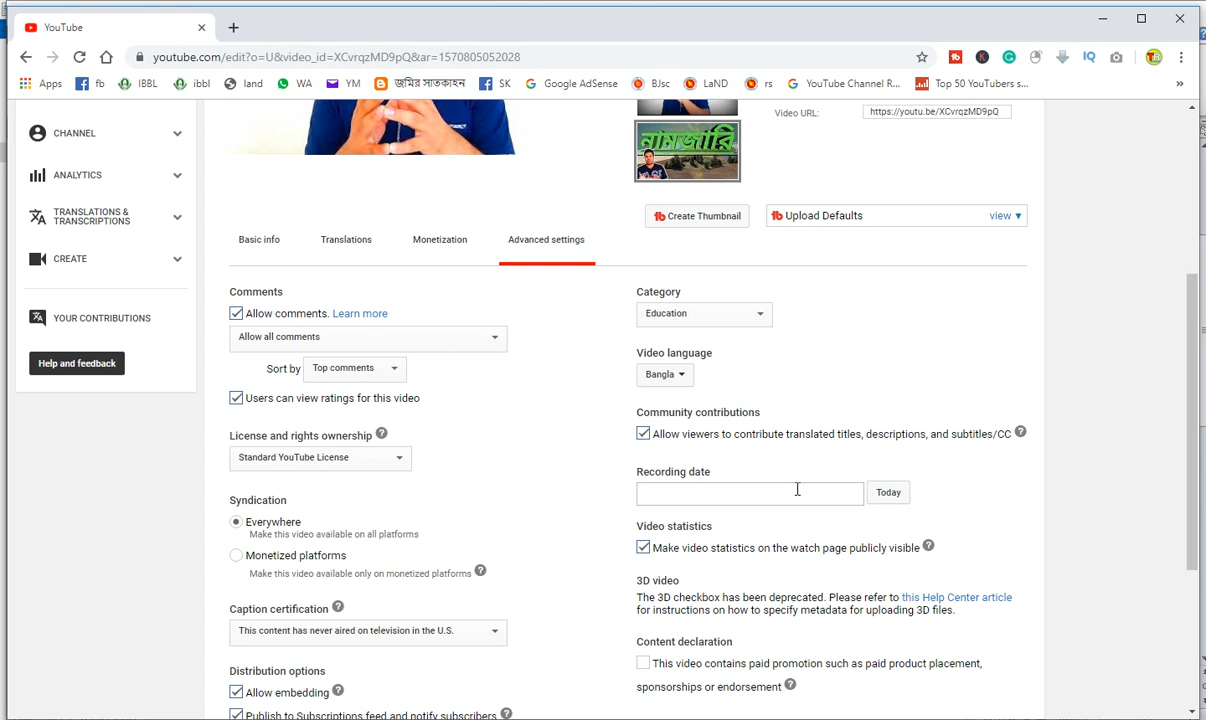 YouTube
youtube.com/edit?o=U&video_id=XCvrqzMD9pQ&ar=1570805052028
Apps fb IBBL ibbl land WA YM জমির সাতকাহন SK Google AdSense BJsc LaND rs YouTube Channel R... Top 50 YouTubers s... »
CHANNEL
ANALYTICS
TRANSLATIONS &
TRANSCRIPTIONS
CREATE
YOUR CONTRIBUTIONS
Help and feedback
নামজারি
Video URL: https://youtu.be/XCvrqzMD9pQ
Create Thumbnail
Upload Defaults view ▼
Basic info Translations Monetization Advanced settings
Comments
Allow comments. Learn more
Allow all comments
Sort by Top comments
Users can view ratings for this video
License and rights ownership ?
Standard YouTube License
Syndication
Everywhere
Make this video available on all platforms
Monetized platforms
Make this video available only on monetized platforms ?
Caption certification ?
This content has never aired on television in the U.S.
Distribution options
Allow embedding ?
Publish to Subscriptions feed and notify subscribers ?
Category
Education
Video language
Bangla
Community contributions
Allow viewers to contribute translated titles, descriptions, and subtitles/CC ?
Recording date
Today
Video statistics
Make video statistics on the watch page publicly visible ?
3D video
The 3D checkbox has been deprecated. Please refer to this Help Center article
for instructions on how to specify metadata for uploading 3D files.
Content declaration
This video contains paid promotion such as paid product placement,
sponsorships or endorsement ?